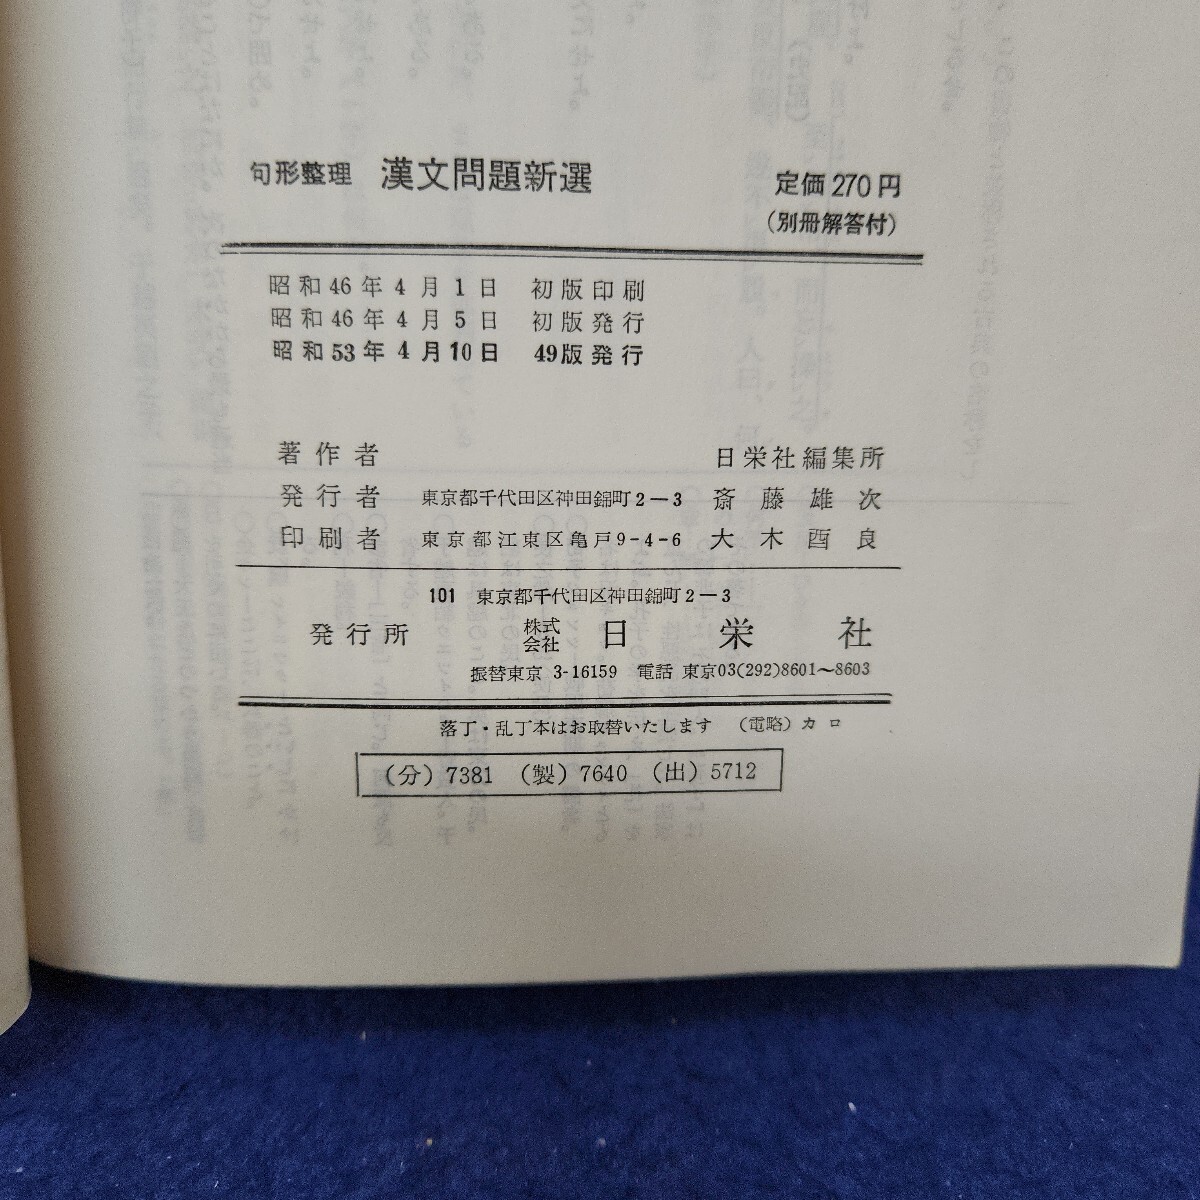 句形整理 漢文問題新選 定価270円
(別冊解答付)
昭和46年4月1日 初版印刷
昭和46年4月5日 初版発行
昭和53年4月10日 49版発行
著作者 日栄社編集所
発行者 東京都千代田区神田錦町2-3 斎藤雄次
印刷者 東京都江東区亀戸9-4-6 大木酉良
101 東京都千代田区神田錦町2-3
発行所 株式会社 日栄社
振替東京 3-16159 電話 東京03(292)8601〜8603
落丁・乱丁本はお取替いたします (電略)カロ
(分)7381 (製)7640 (出)5712